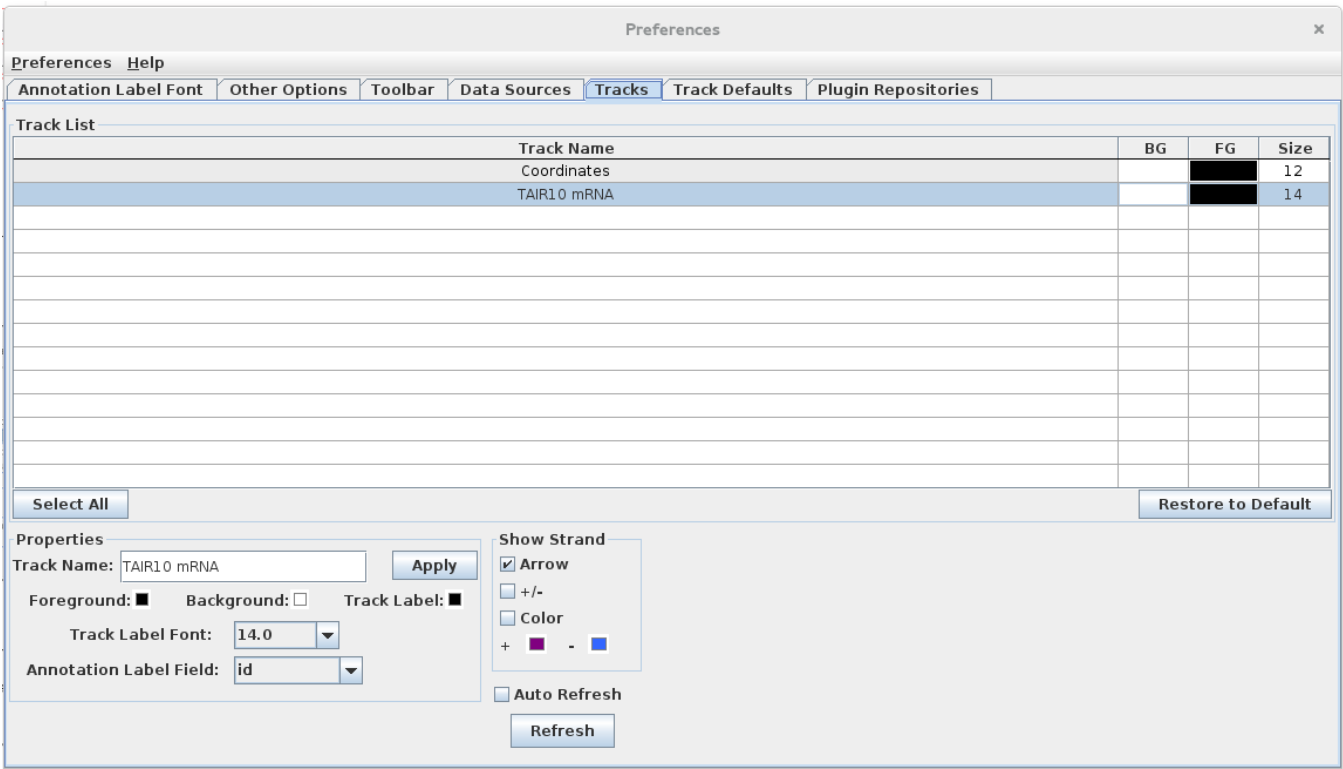 Preferences ×
Preferences Help
Annotation Label Font Other Options Toolbar Data Sources Tracks Track Defaults Plugin Repositories
Track List
Track Name BG FG Size
Coordinates 12
TAIR10 mRNA 14
Select All Restore to Default
Properties
Track Name: TAIR10 mRNA Apply
Foreground: Background: Track Label:
Track Label Font: 14.0
Annotation Label Field: id
Show Strand
Arrow
+/-
Color
+ -
Auto Refresh
Refresh